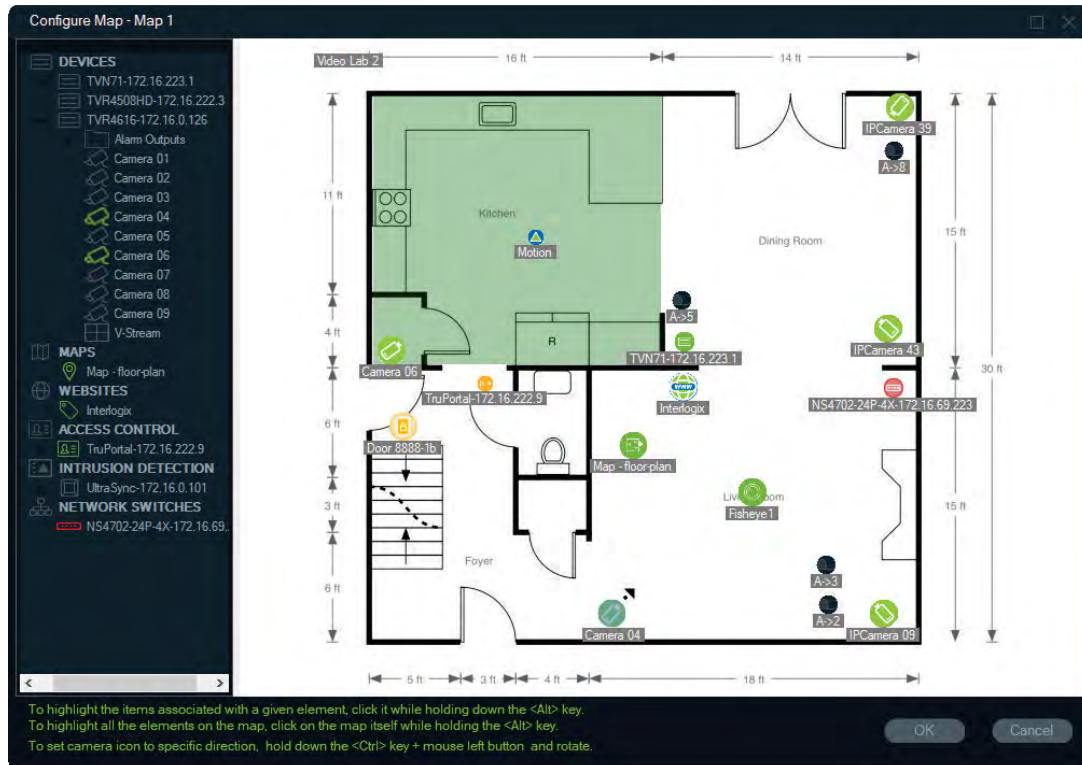 Configure Map - Map 1
DEVICES
TVN71-172.16.223.1
TVR4508HD-172.16.222.3
TVR4616-172.16.0.126
Alarm Outputs
Camera 01
Camera 02
Camera 03
Camera 04
Camera 05
Camera 06
Camera 07
Camera 08
Camera 09
V-Stream
MAPS
Map - floor-plan
WEBSITES
Interlogix
ACCESS CONTROL
TruPortal-172.16.222.9
INTRUSION DETECTION
UltraSync-172.16.0.101
NETWORK SWITCHES
NS4702-24P-4X-172.16.69..
Video Lab 2
16 ft
14 ft
IPCamera 39
A->8
11 ft
Kitchen
15 ft
Dining Room
Motion
A->5
4 ft
R
TVN71-172.16.223.1
IPCamera 43
Camera 06
30 ft
TruPortal-172.16.222.9
WWW
Interlogix
NS4702-24P-4X-172.16.69.223
6 ft
Door 8888-1b
Map - floor-plan
3 ft
Fisheye 1
15 ft
Foyer
A->3
6 ft
A->2
Camera 04
IPCamera 09
5 ft
3 ft
4 ft
18 ft
To highlight the items associated with a given element, click it while holding down the <Alt> key.
To highlight all the elements on the map, click on the map itself while holding the <Alt> key.
To set camera icon to specific direction, hold down the <Ctrl> key + mouse left button and rotate.
OK
Cancel